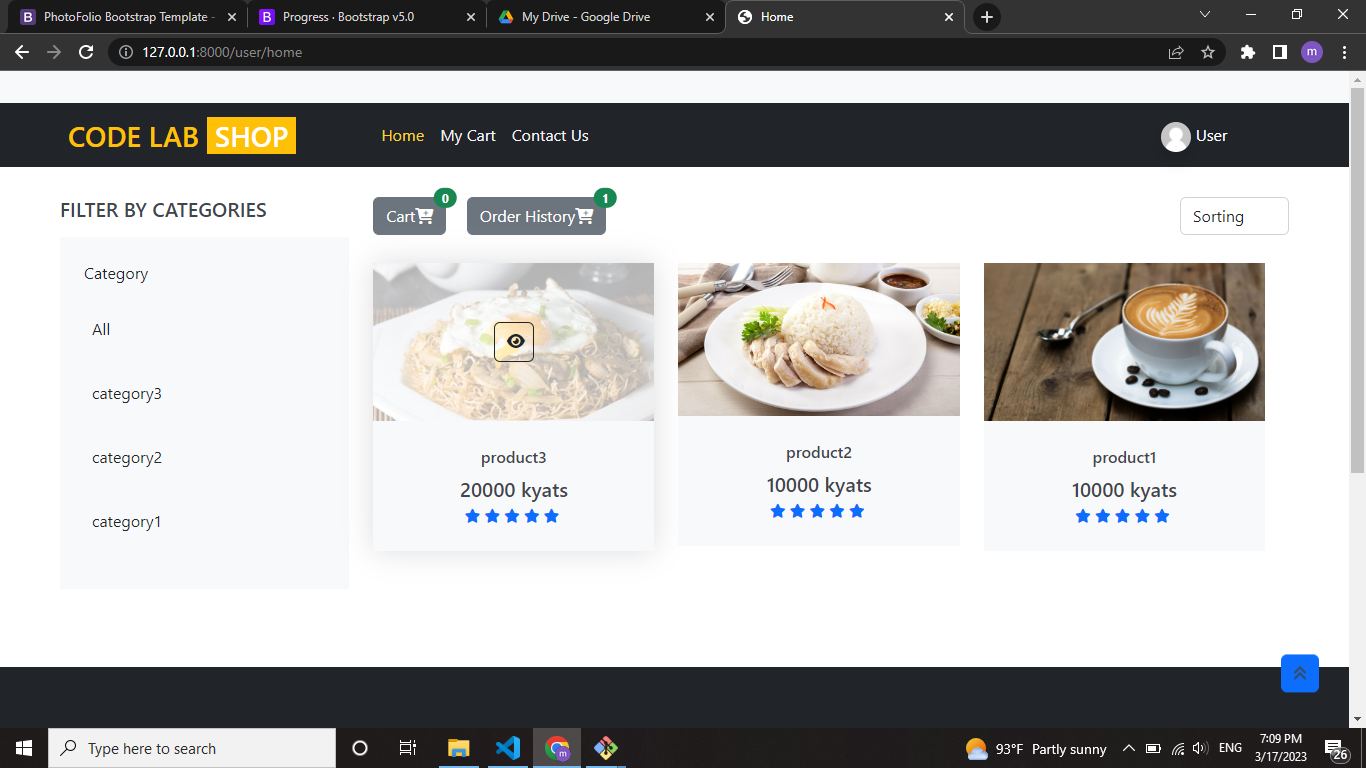 PhotoFolio Bootstrap Template -
Progress · Bootstrap v5.0
My Drive - Google Drive
Home
127.0.0.1:8000/user/home
m
CODE LAB SHOP
Home
My Cart
Contact Us
User
FILTER BY CATEGORIES
Cart
0
Order History
1
Sorting
Category
All
category3
category2
category1
product3
20000 kyats
product2
10000 kyats
product1
10000 kyats
Type here to search
m
93°F Partly sunny
ENG
7:09 PM
3/17/2023
26